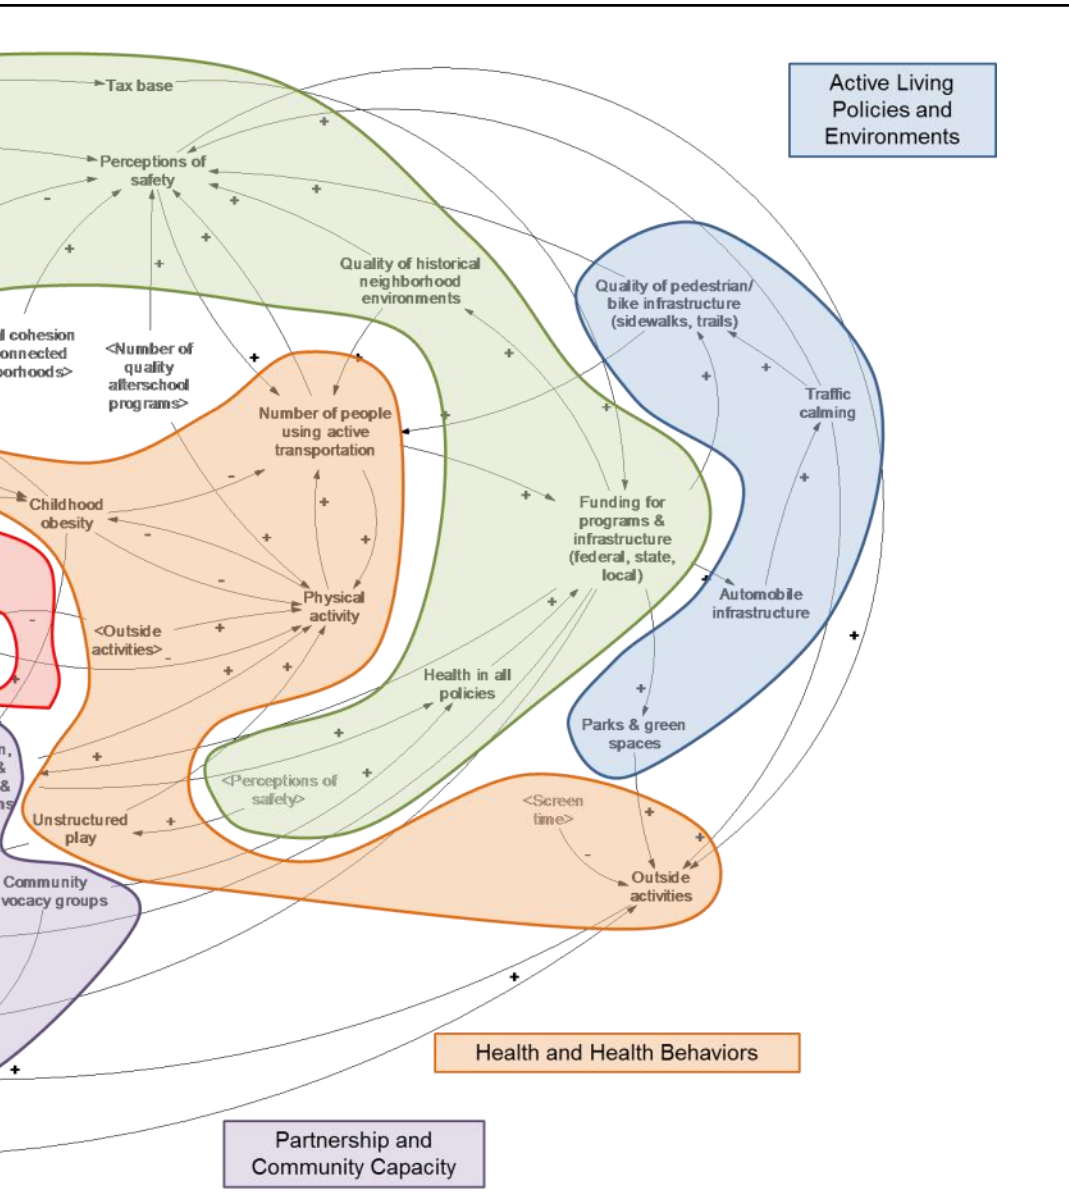 Active Living
Policies and
Environments
Tax base
+
Perceptions of
safety
-
+
+
+
+
+
Quality of historical
neighborhood
environments
Quality of pedestrian/
bike infrastructure
(sidewalks, trails)
l cohesion
onnected
borhoods>
<Number of
quality
afterschool
programs>
+
+
+
+
+
Traffic
calming
Number of people
using active
transportation
+
+
-
+
+
+
Childhood
obesity
Funding for
programs &
infrastructure
(federal, state,
local)
-
+
+
-
Physical
activity
+
+
Automobile
infrastructure
-
<Outside
activities>
+
-
+
+
+
+
Health in all
policies
+
Parks & green
spaces
n,
&
&
ns
+
+
+
<Perceptions of
safety>
<Screen
time>
Unstructured
play
+
+
+
-
Community
vocacy groups
Outside
activities
+
+
Health and Health Behaviors
Partnership and
Community Capacity